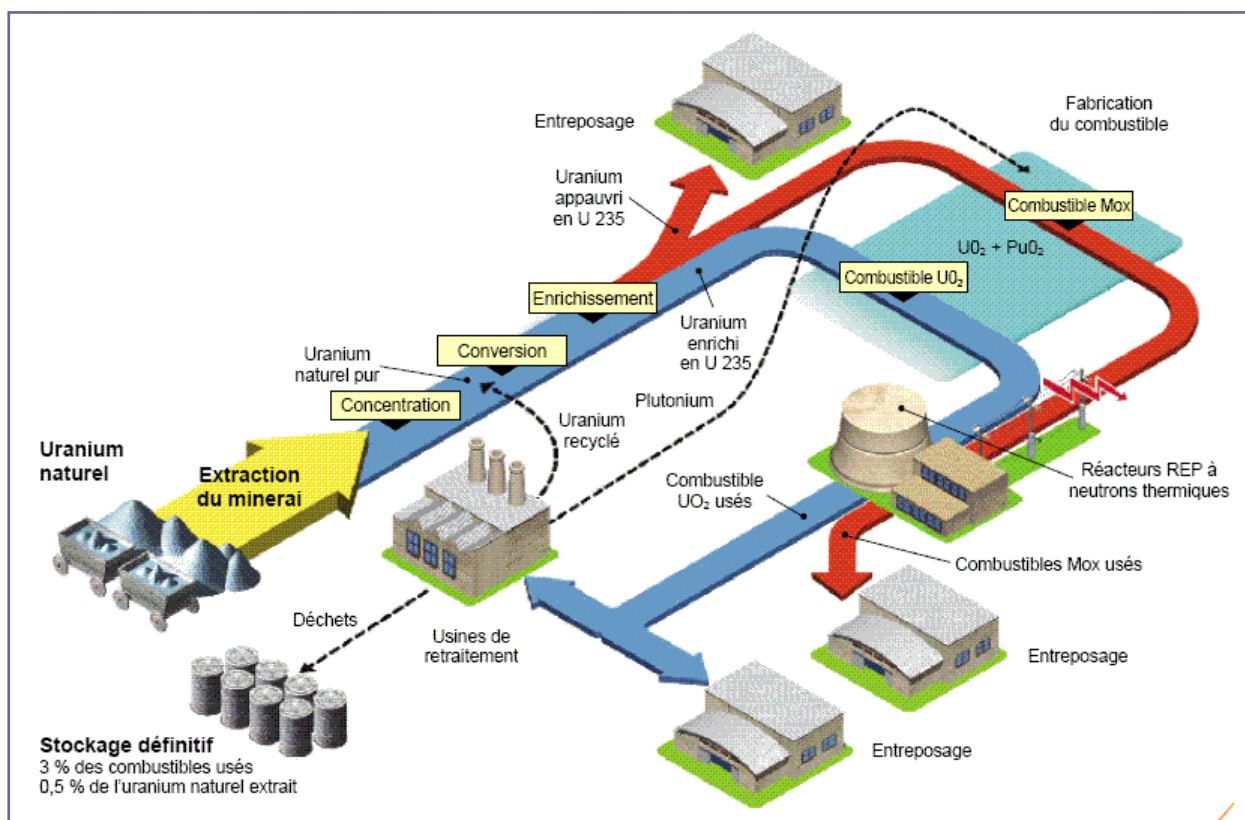 Entreposage
Fabrication
du combustible
Uranium
appauvri
en U 235
Combustible Mox
U0₂ + Pu0₂
Combustible U0₂
Enrichissement
Uranium
enrichi
en U 235
Conversion
Uranium
naturel pur
Concentration
Plutonium
Uranium
recyclé
Uranium
naturel
Extraction
du minerai
Réacteurs REP à
neutrons thermiques
Combustible
UO₂ usés
Combustibles Mox usés
Déchets
Usines de
retraitement
Entreposage
Entreposage
Stockage définitif
3 % des combustibles usés
0,5 % de l'uranium naturel extrait